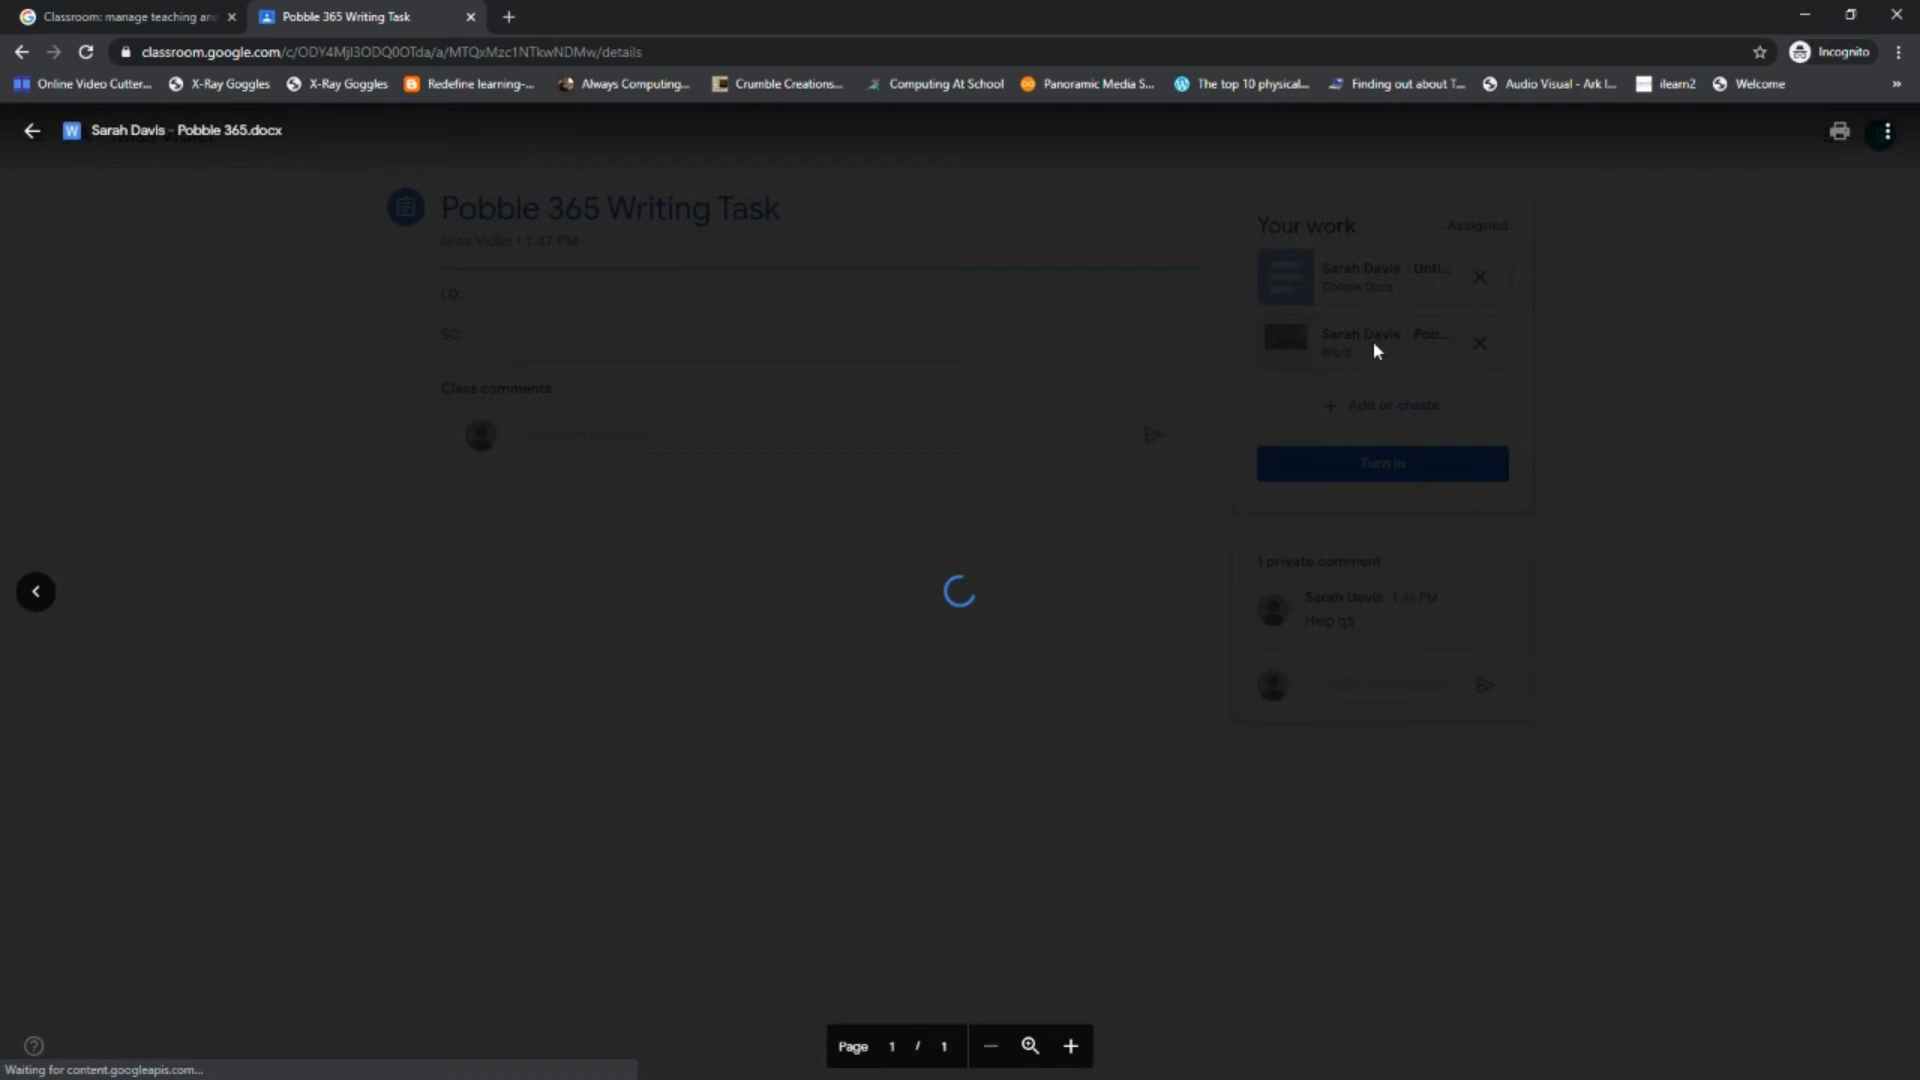 Classroom: manage teaching and
Pobble 365 Writing Task
classroom.google.com/c/ODY4MjI3ODQ0OTda/a/MTQxMzc1NTkwNDMw/details
Incognito
Online Video Cutter...
X-Ray Goggles
X-Ray Goggles
Redefine learning-...
Always Computing...
Crumble Creations...
Computing At School
Panoramic Media S...
The top 10 physical...
Finding out about T...
Audio Visual - Ark I...
ilearn2
Welcome
»
W Sarah Davis - Pobble 365.docx
Pobble 365 Writing Task
Miss Vidler • 1:47 PM
LO:
SC:
Class comments
Your work
Assigned
Sarah Davis - Unti...
Google Docs
Sarah Davis - Pob...
Word
+ Add or create
Turn in
1 private comment
Sarah Davis 1:49 PM
Help q5
Page 1 / 1
Waiting for content.googleapis.com...